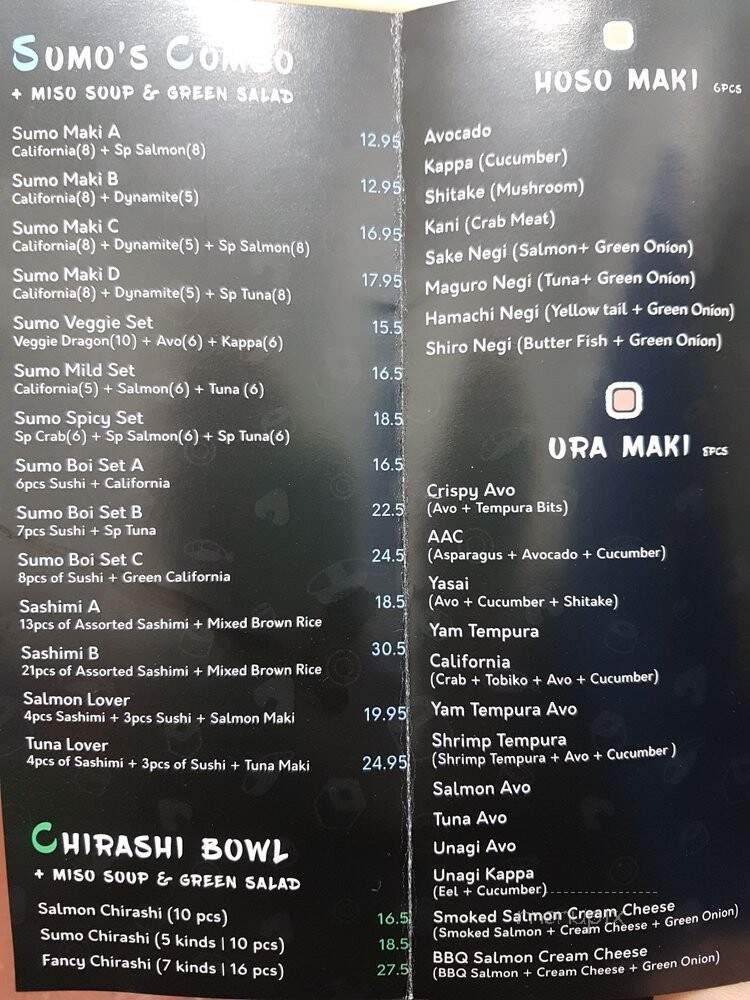 SUMO'S COMBO
+ MISO SOUP & GREEN SALAD
Sumo Maki A 12.95
California(8) + Sp Salmon(8)
Sumo Maki B 12.95
California(8) + Dynamite(5)
Sumo Maki C 16.95
California(8) + Dynamite(5) + Sp Salmon(8)
Sumo Maki D 17.95
California(8) + Dynamite(5) + Sp Tuna(8)
Sumo Veggie Set 15.5
Veggie Dragon(10) + Avo(6) + Kappa(6)
Sumo Mild Set 16.5
California(5) + Salmon(6) + Tuna (6)
Sumo Spicy Set 18.5
Sp Crab(6) + Sp Salmon(6) + Sp Tuna(6)
Sumo Boi Set A 16.5
6pcs Sushi + California
Sumo Boi Set B 22.5
7pcs Sushi + Sp Tuna
Sumo Boi Set C 24.5
8pcs of Sushi + Green California
Sashimi A 18.5
13pcs of Assorted Sashimi + Mixed Brown Rice
Sashimi B 30.5
21pcs of Assorted Sashimi + Mixed Brown Rice
Salmon Lover 19.95
4pcs Sashimi + 3pcs Sushi + Salmon Maki
Tuna Lover 24.95
4pcs of Sashimi + 3pcs of Sushi + Tuna Maki
CHIRASHI BOWL
+ MISO SOUP & GREEN SALAD
Salmon Chirashi (10 pcs) 16.5
Sumo Chirashi (5 kinds | 10 pcs) 18.5
Fancy Chirashi (7 kinds | 16 pcs) 27.5
HOSO MAKI 6PCS
Avocado
Kappa (Cucumber)
Shitake (Mushroom)
Kani (Crab Meat)
Sake Negi (Salmon+ Green Onion)
Maguro Negi (Tuna+ Green Onion)
Hamachi Negi (Yellow tail + Green Onion)
Shiro Negi (Butter Fish + Green Onion)
URA MAKI 8PCS
Crispy Avo
(Avo + Tempura Bits)
AAC
(Asparagus + Avocado + Cucumber)
Yasai
(Avo + Cucumber + Shitake)
Yam Tempura
California
(Crab + Tobiko + Avo + Cucumber)
Yam Tempura Avo
Shrimp Tempura
(Shrimp Tempura + Avo + Cucumber )
Salmon Avo
Tuna Avo
Unagi Avo
Unagi Kappa
(Eel + Cucumber)
Smoked Salmon Cream Cheese
(Smoked Salmon + Cream Cheese + Green Onion)
BBQ Salmon Cream Cheese
(BBQ Salmon + Cream Cheese + Green Onion)